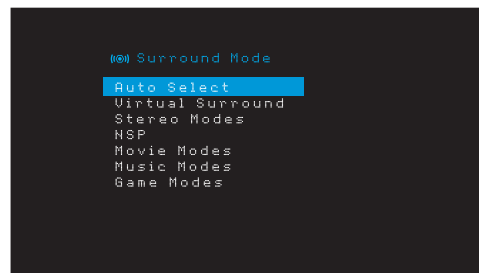 Surround Mode
Auto Select
Virtual Surround
Stereo Modes
NSP
Movie Modes
Music Modes
Game Modes